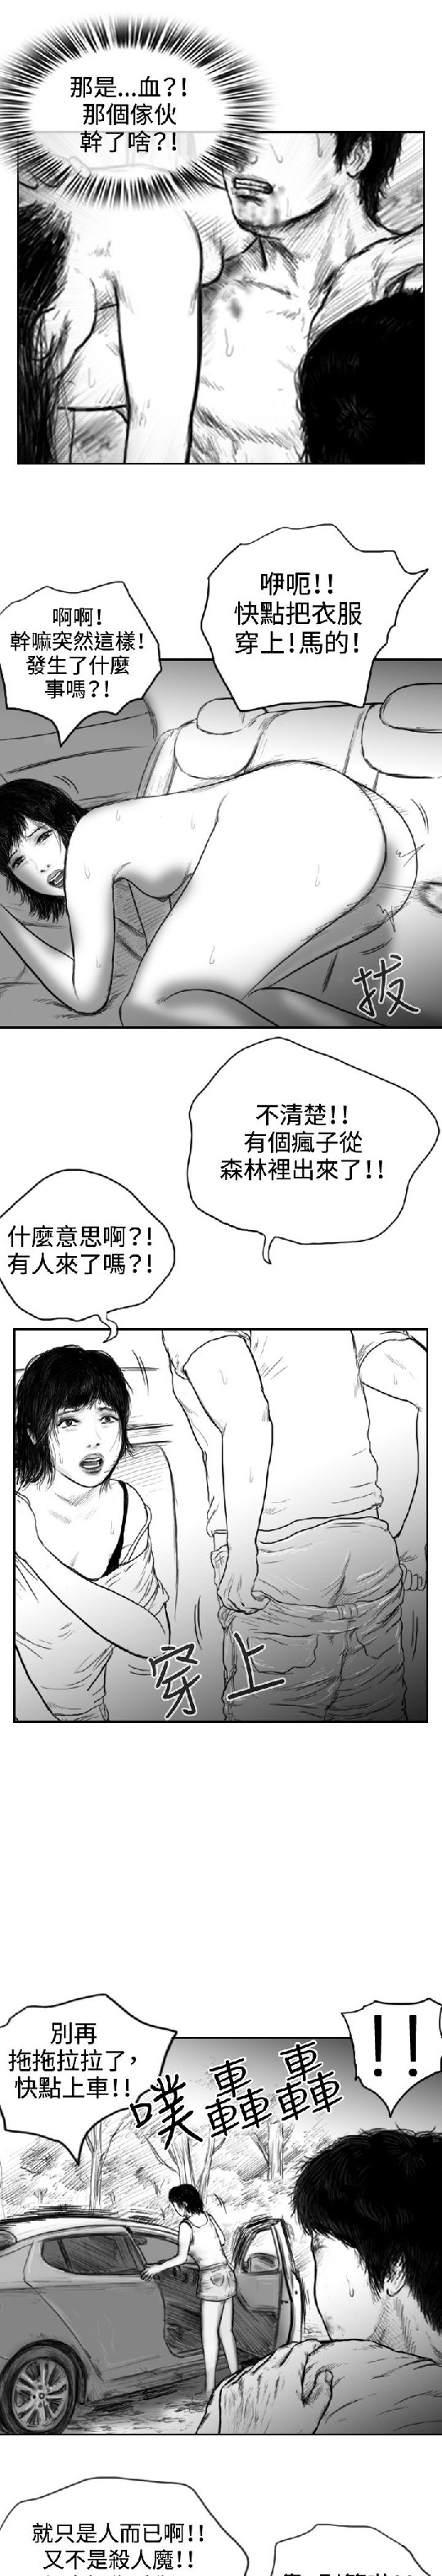 那是...血?!
那個傢伙
幹了啥?!
咿呃!!
快點把衣服
穿上!馬的!
啊啊!
幹嘛突然這樣!
發生了什麼
事嗎?!
拔
不清楚!!
有個瘋子從
森林裡出來了!!
什麼意思啊?!
有人來了嗎?!
穿上
!!
別再
拖拖拉拉了,
快點上車!!
噗轟轟
就只是人而已啊!!
又不是殺人魔!!